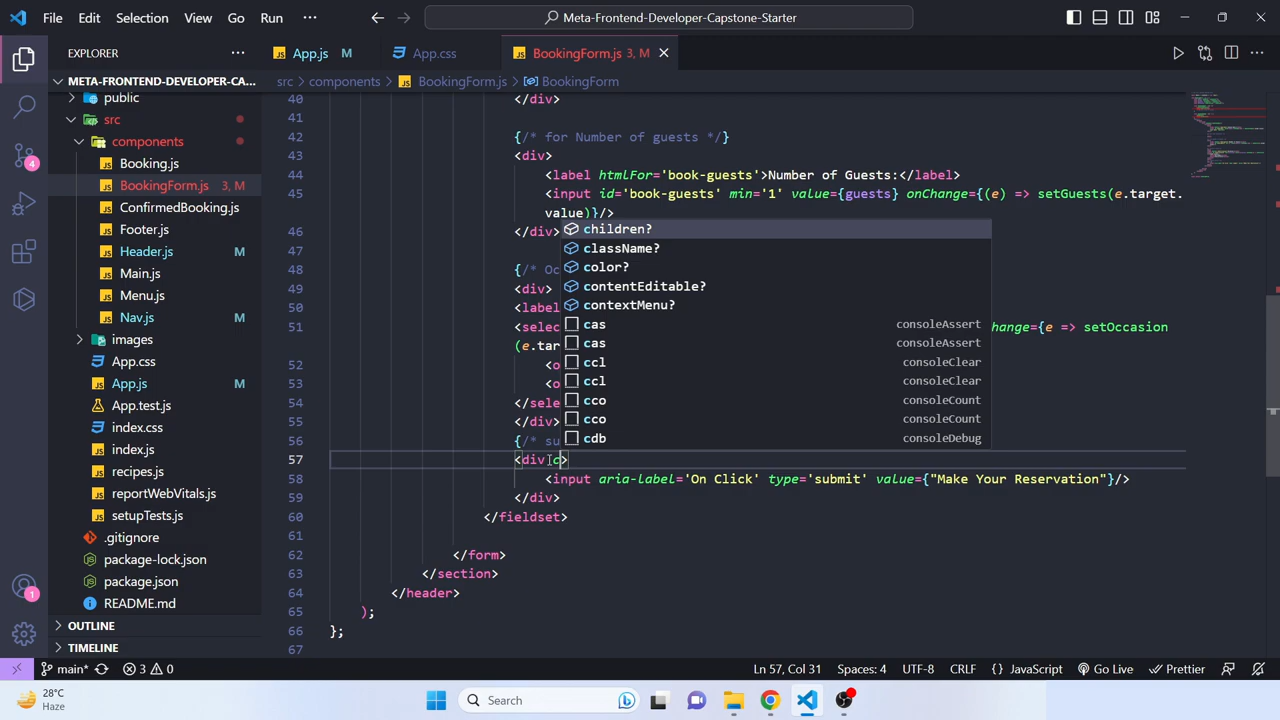 File Edit Selection View Go Run ··· Meta-Frontend-Developer-Capstone-Starter
EXPLORER ··· App.js M App.css BookingForm.js 3, M
META-FRONTEND-DEVELOPER-CA... src > components > BookingForm.js > BookingForm
public
src
components
Booking.js
BookingForm.js 3, M
ConfirmedBooking.js
Footer.js
Header.js M
Main.js
Menu.js
Nav.js M
images
App.css
App.js M
App.test.js
index.css
index.js
recipes.js
reportWebVitals.js
setupTests.js
.gitignore
package-lock.json
package.json
README.md
OUTLINE
TIMELINE
40 </div>
41
42 {/* for Number of guests */}
43 <div>
44 <label htmlFor='book-guests'>Number of Guests:</label>
45 <input id='book-guests' min='1' value={guests} onChange={(e) => setGuests(e.target.
value)}/>
46 </div>
47
48 {/* Oc
49 <div>
50 <label
51 <selec hange={e => setOccasion
(e.tar
52 <o
53 <o
54 </sele
55 </div>
56 {/* su
57 <div c>
58 <input aria-label='On Click' type='submit' value={"Make Your Reservation"}/>
59 </div>
60 </fieldset>
61
62 </form>
63 </section>
64 </header>
65 );
66 };
67
children?
className?
color?
contentEditable?
contextMenu?
cas consoleAssert
cas consoleAssert
ccl consoleClear
ccl consoleClear
cco consoleCount
cco consoleCount
cdb consoleDebug
4
1
main* 3 0 Ln 57, Col 31 Spaces: 4 UTF-8 CRLF {} JavaScript Go Live Prettier
28°C
Haze
Search